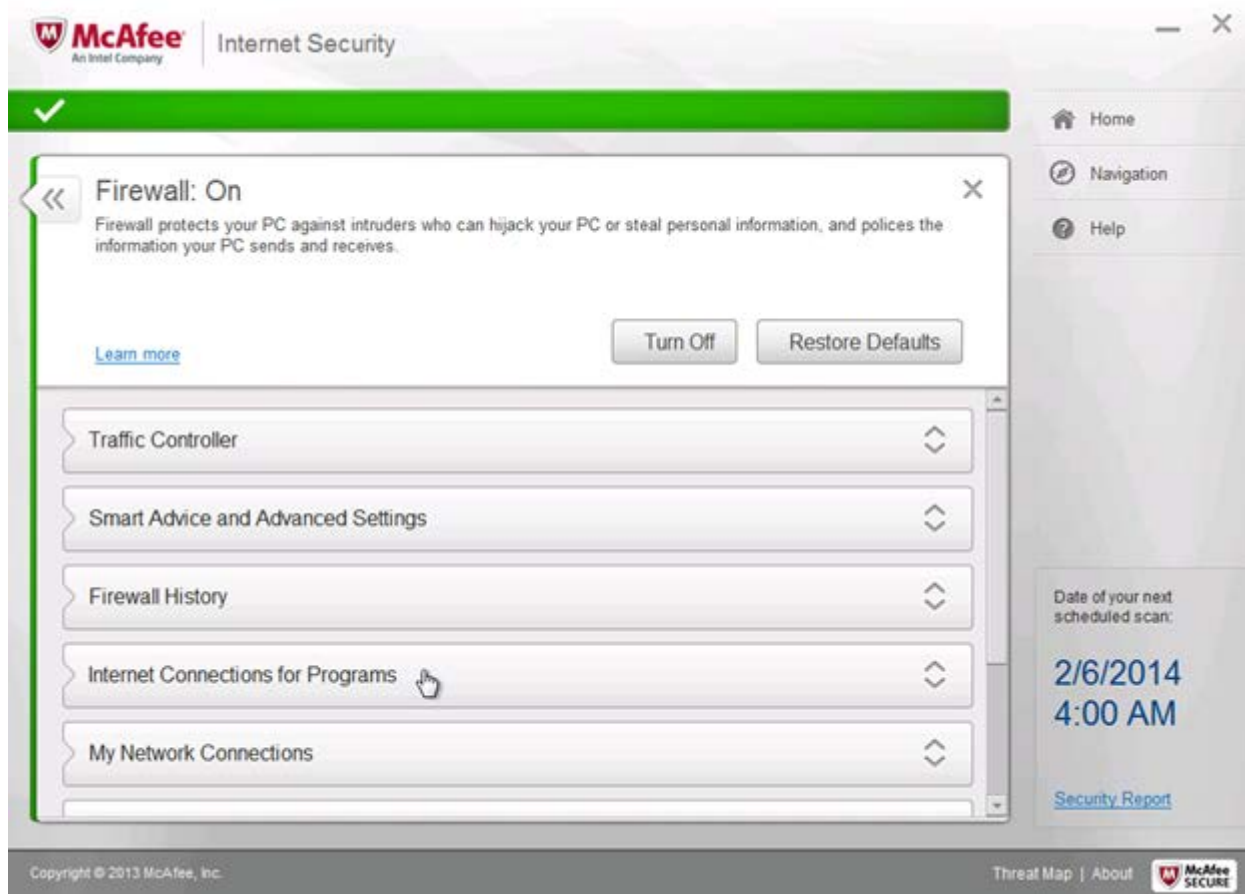 McAfee
An Intel Company
Internet Security
Home
Navigation
Help
Firewall: On
Firewall protects your PC against intruders who can hijack your PC or steal personal information, and polices the
information your PC sends and receives.
Learn more
Turn Off
Restore Defaults
Traffic Controller
Smart Advice and Advanced Settings
Firewall History
Internet Connections for Programs
My Network Connections
Date of your next
scheduled scan:
2/6/2014
4:00 AM
Security Report
Copyright © 2013 McAfee, Inc.
Threat Map | About
McAfee
SECURE